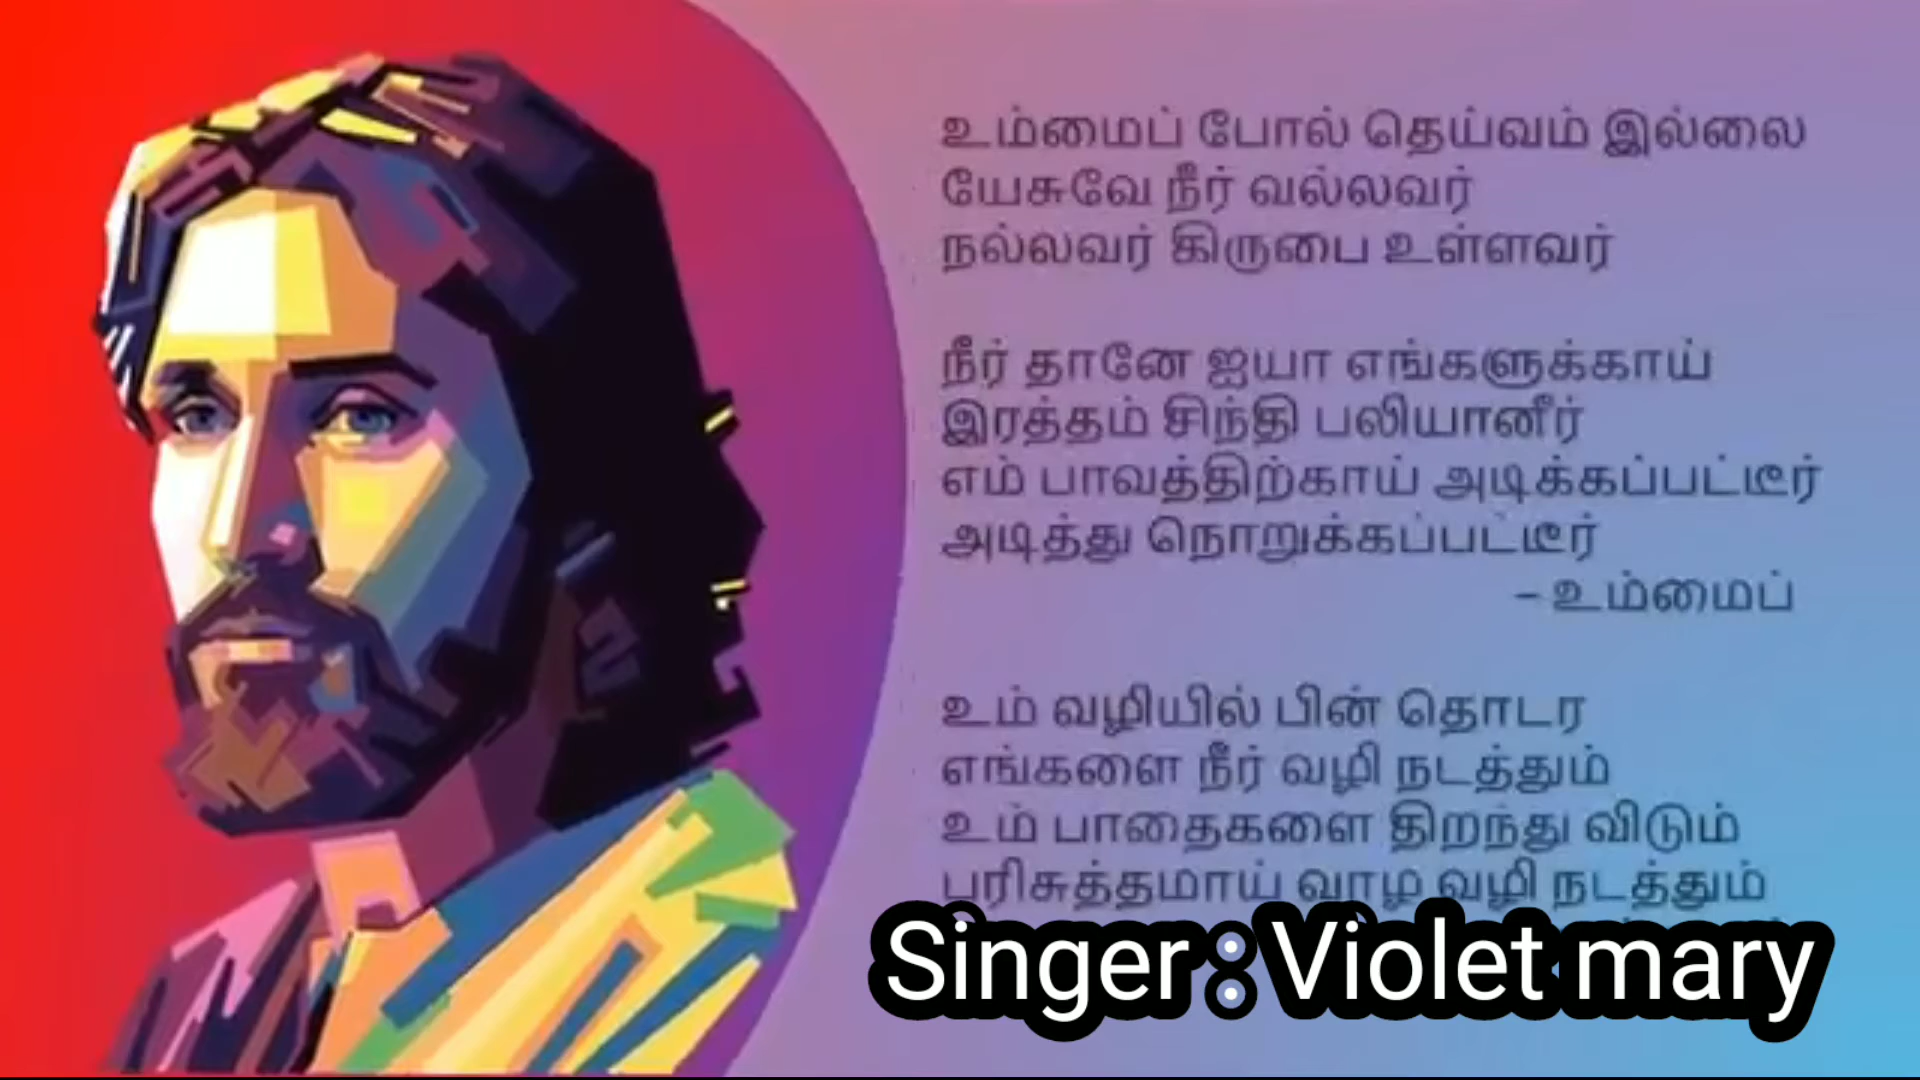 உம்மைப் போல் தெய்வம் இல்லை
யேசுவே நீர் வல்லவர்
நல்லவர் கிருபை உள்ளவர்
நீர் தானே ஐயா எங்களுக்காய்
இரத்தம் சிந்தி பலியானீர்
எம் பாவத்திற்காய் அடிக்கப்பட்டீர்
அடித்து நொறுக்கப்பட்டீர்
– உம்மைப்
உம் வழியில் பின் தொடர
எங்களை நீர் வழி நடத்தும்
உம் பாதைகளை திறந்து விடும்
பரிசுத்தமாய் வாழ வழி நடத்தும்
Singer : Violet mary